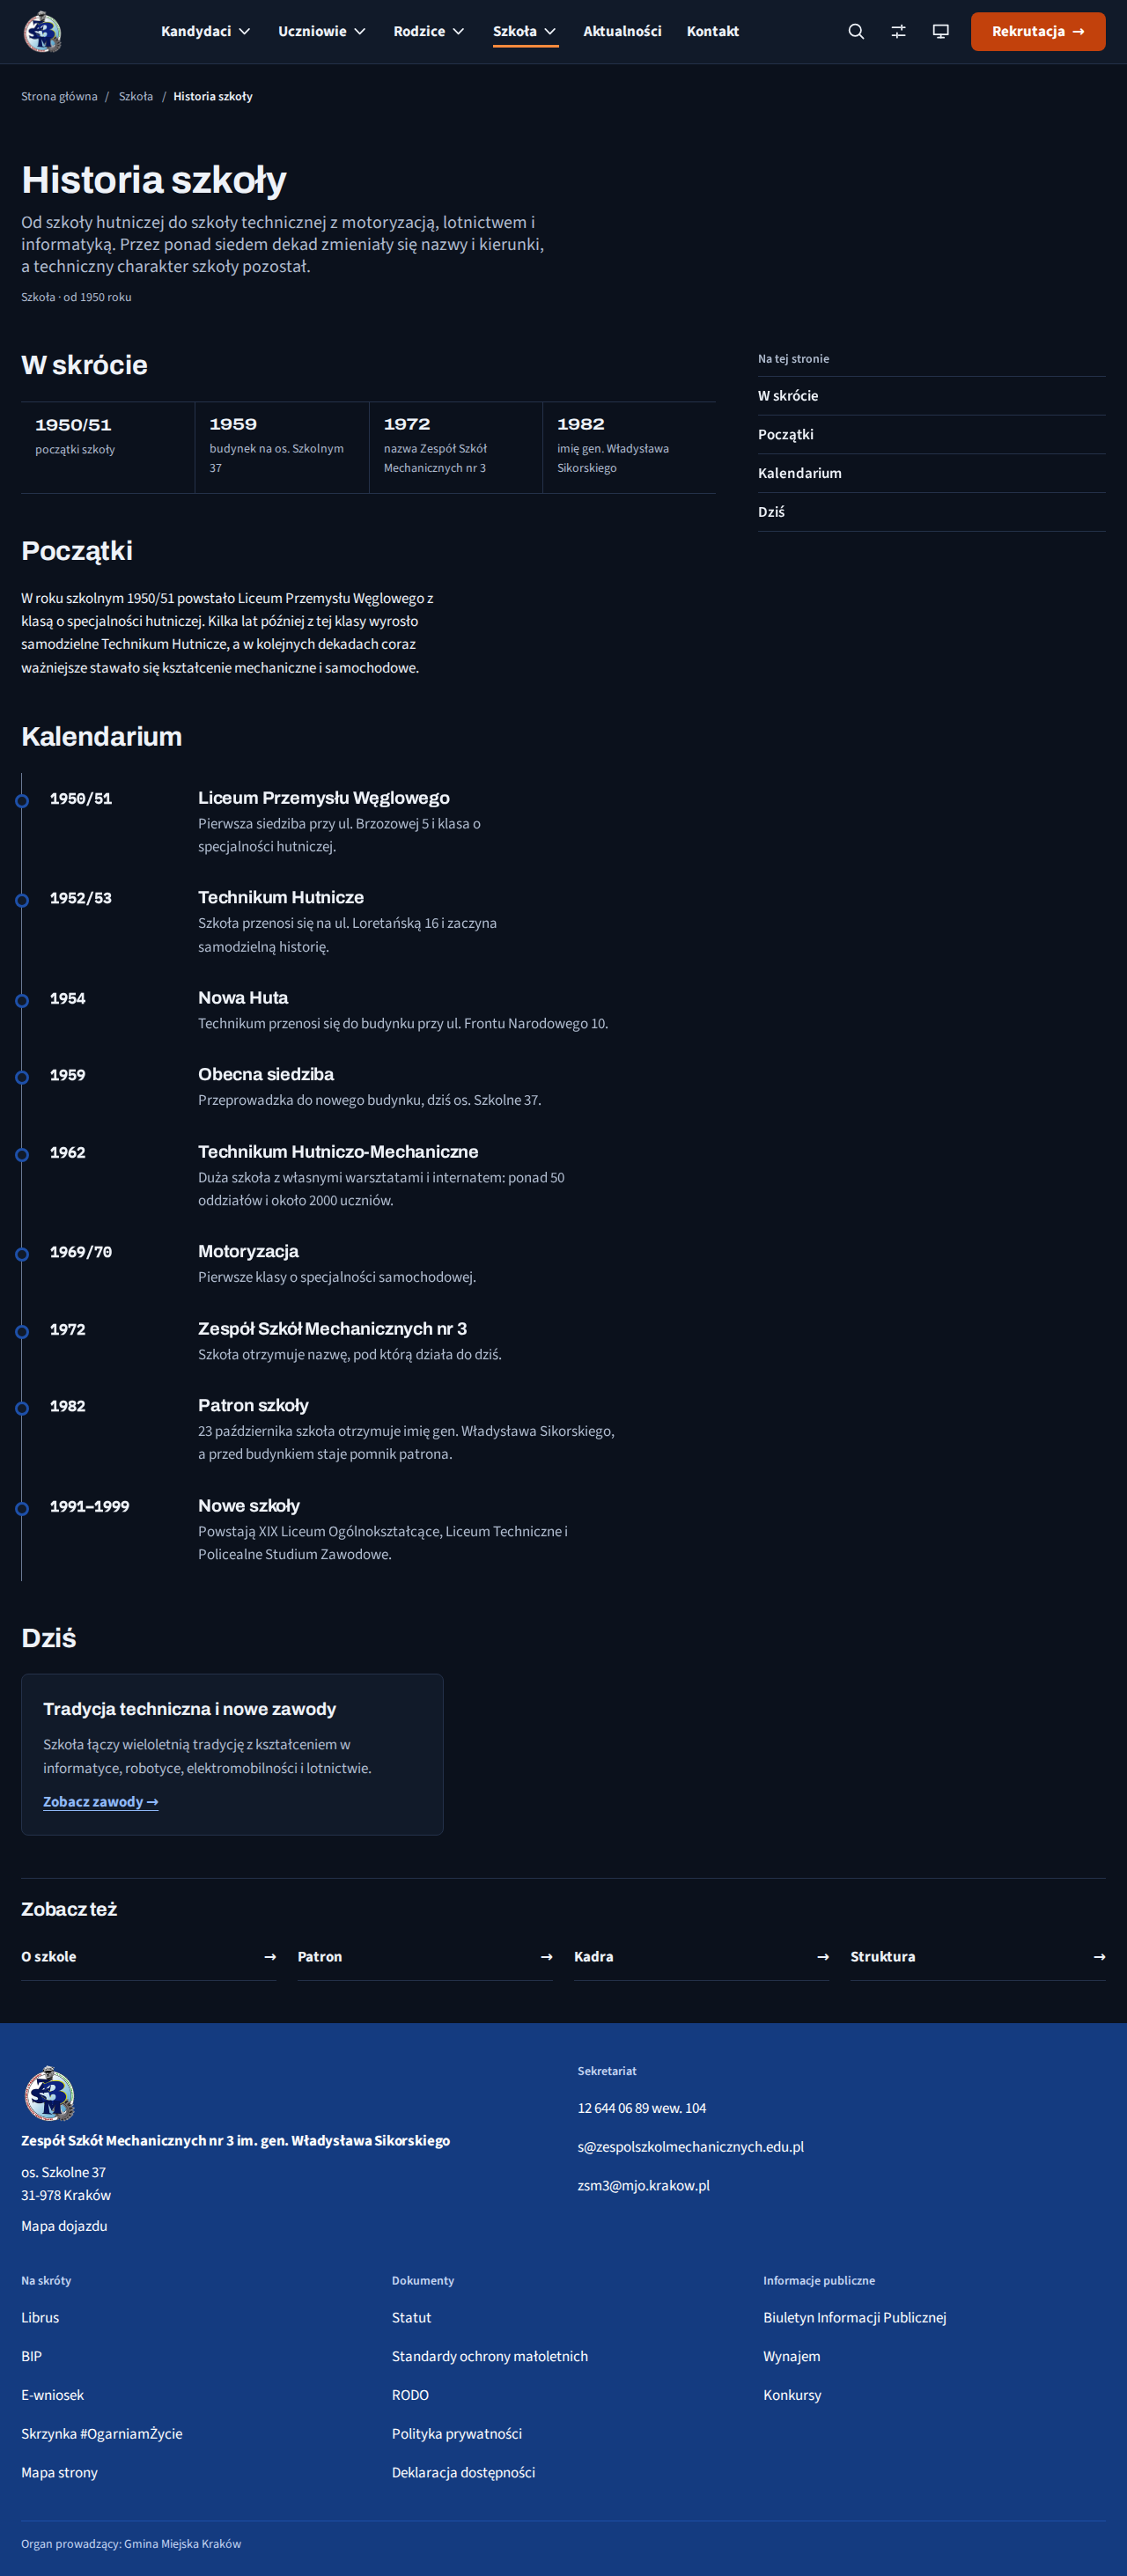 Kandydaci Uczniowie Rodzice Szkoła Aktualności Kontakt Rekrutacja →
Strona główna / Szkoła / Historia szkoły
Historia szkoły
Od szkoły hutniczej do szkoły technicznej z motoryzacją, lotnictwem i
informatyką. Przez ponad siedem dekad zmieniały się nazwy i kierunki,
a techniczny charakter szkoły pozostał.
Szkoła · od 1950 roku
W skrócie
1950/51
początki szkoły
1959
budynek na os. Szkolnym
37
1972
nazwa Zespół Szkół
Mechanicznych nr 3
1982
imię gen. Władysława
Sikorskiego
Na tej stronie
W skrócie
Początki
Kalendarium
Dziś
Początki
W roku szkolnym 1950/51 powstało Liceum Przemysłu Węglowego z
klasą o specjalności hutniczej. Kilka lat później z tej klasy wyrosło
samodzielne Technikum Hutnicze, a w kolejnych dekadach coraz
ważniejsze stawało się kształcenie mechaniczne i samochodowe.
Kalendarium
1950/51
Liceum Przemysłu Węglowego
Pierwsza siedziba przy ul. Brzozowej 5 i klasa o
specjalności hutniczej.
1952/53
Technikum Hutnicze
Szkoła przenosi się na ul. Loretańską 16 i zaczyna
samodzielną historię.
1954
Nowa Huta
Technikum przenosi się do budynku przy ul. Frontu Narodowego 10.
1959
Obecna siedziba
Przeprowadzka do nowego budynku, dziś os. Szkolne 37.
1962
Technikum Hutniczo-Mechaniczne
Duża szkoła z własnymi warsztatami i internatem: ponad 50
oddziałów i około 2000 uczniów.
1969/70
Motoryzacja
Pierwsze klasy o specjalności samochodowej.
1972
Zespół Szkół Mechanicznych nr 3
Szkoła otrzymuje nazwę, pod którą działa do dziś.
1982
Patron szkoły
23 października szkoła otrzymuje imię gen. Władysława Sikorskiego,
a przed budynkiem staje pomnik patrona.
1991–1999
Nowe szkoły
Powstają XIX Liceum Ogólnokształcące, Liceum Techniczne i
Policealne Studium Zawodowe.
Dziś
Tradycja techniczna i nowe zawody
Szkoła łączy wieloletnią tradycję z kształceniem w
informatyce, robotyce, elektromobilności i lotnictwie.
Zobacz zawody →
Zobacz też
O szkole →
Patron →
Kadra →
Struktura →
Zespół Szkół Mechanicznych nr 3 im. gen. Władysława Sikorskiego
os. Szkolne 37
31-978 Kraków
Mapa dojazdu
Sekretariat
12 644 06 89 wew. 104
s@zespolszkolmechanicznych.edu.pl
zsm3@mjo.krakow.pl
Na skróty
Librus
BIP
E-wniosek
Skrzynka #OgarniamŻycie
Mapa strony
Dokumenty
Statut
Standardy ochrony małoletnich
RODO
Polityka prywatności
Deklaracja dostępności
Informacje publiczne
Biuletyn Informacji Publicznej
Wynajem
Konkursy
Organ prowadzący: Gmina Miejska Kraków